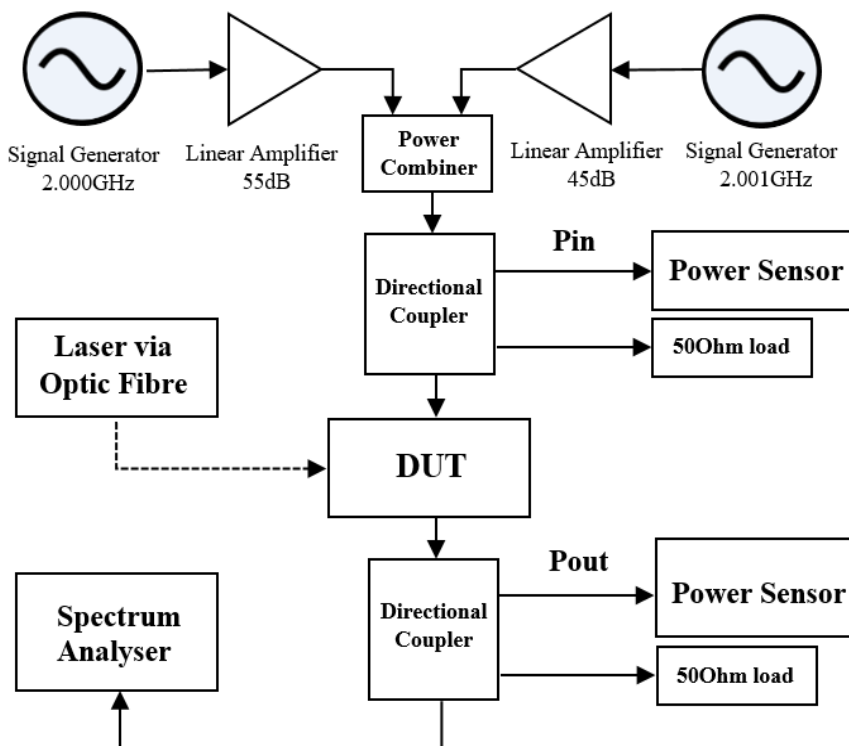 Signal Generator
2.000GHz
Linear Amplifier
55dB
Power
Combiner
Linear Amplifier
45dB
Signal Generator
2.001GHz
Directional
Coupler
Pin
Power Sensor
50Ohm load
Laser via
Optic Fibre
DUT
Spectrum
Analyser
Directional
Coupler
Pout
Power Sensor
50Ohm load